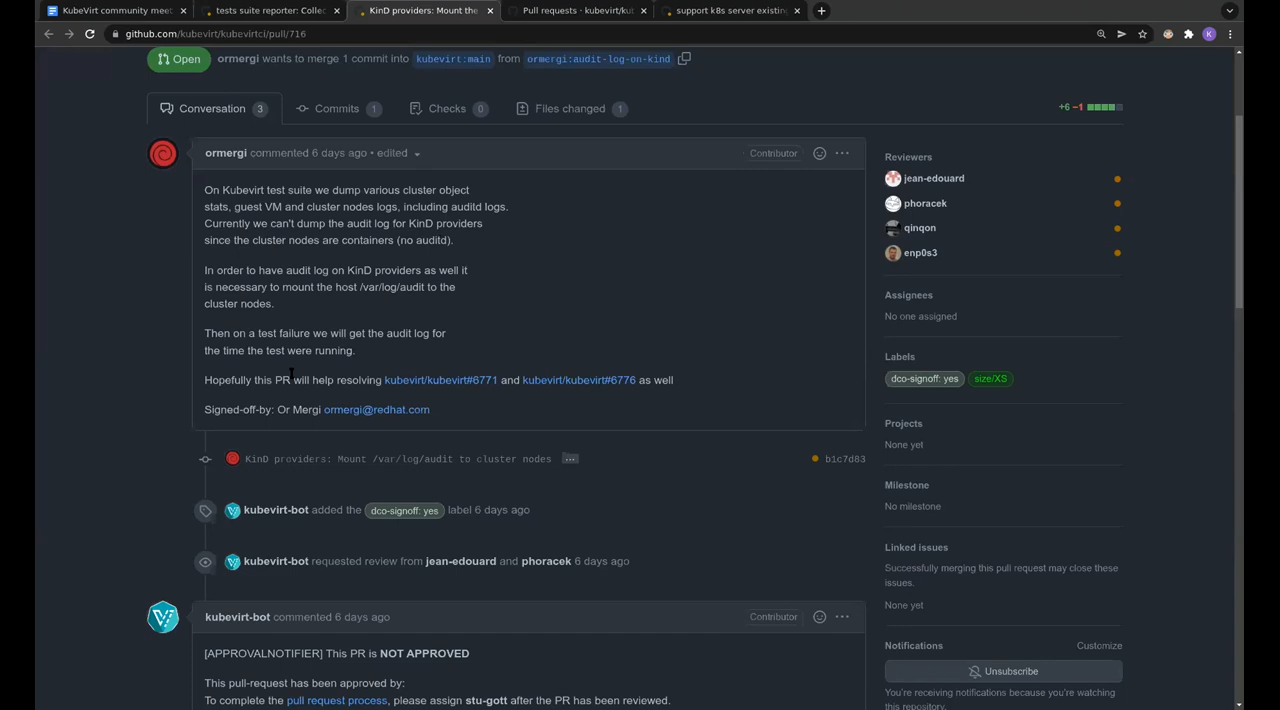 KubeVirt community meet
tests suite reporter: Collec
KinD providers: Mount the
Pull requests · kubevirt/ku
support k8s server existing
github.com/kubevirt/kubevirtci/pull/716
K
Open
ormergi wants to merge 1 commit into kubevirt:main from ormergi:audit-log-on-kind
Conversation 3
Commits 1
Checks 0
Files changed 1
+6 −1
ormergi commented 6 days ago • edited
Contributor
On Kubevirt test suite we dump various cluster object
stats, guest VM and cluster nodes logs, including auditd logs.
Currently we can't dump the audit log for KinD providers
since the cluster nodes are containers (no auditd).
In order to have audit log on KinD providers as well it
is necessary to mount the host /var/log/audit to the
cluster nodes.
Then on a test failure we will get the audit log for
the time the test were running.
Hopefully this PR will help resolving kubevirt/kubevirt#6771 and kubevirt/kubevirt#6776 as well
Signed-off-by: Or Mergi ormergi@redhat.com
KinD providers: Mount /var/log/audit to cluster nodes
b1c7d83
kubevirt-bot added the dco-signoff: yes label 6 days ago
kubevirt-bot requested review from jean-edouard and phoracek 6 days ago
kubevirt-bot commented 6 days ago
Contributor
[APPROVALNOTIFIER] This PR is NOT APPROVED
This pull-request has been approved by:
To complete the pull request process, please assign stu-gott after the PR has been reviewed.
Reviewers
jean-edouard
phoracek
qinqon
enp0s3
Assignees
No one assigned
Labels
dco-signoff: yes
size/XS
Projects
None yet
Milestone
No milestone
Linked issues
Successfully merging this pull request may close these
issues.
None yet
Notifications
Customize
Unsubscribe
You're receiving notifications because you're watching
this repository.